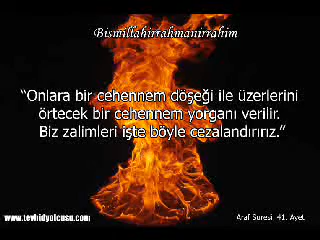 Bismillahirrahmanirrahim
“Onlara bir cehennem döşeği ile üzerlerini
örtecek bir cehennem yorganı verilir.
Biz zalimleri işte böyle cezalandırırız.”
www.tevhidyolcusu.com
Araf Suresi 41. Ayet